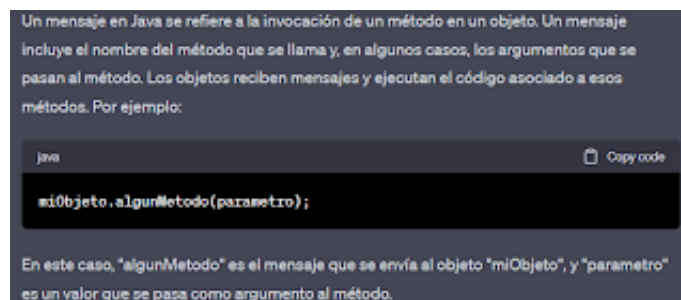 Un mensaje en Java se refiere a la invocación de un método en un objeto. Un mensaje
incluye el nombre del método que se llama y, en algunos casos, los argumentos que se
pasan al método. Los objetos reciben mensajes y ejecutan el código asociado a esos
métodos. Por ejemplo:
java
Copy code
miObjeto.algunMetodo(parametro);
En este caso, "algunMetodo" es el mensaje que se envía al objeto "miObjeto", y "parametro"
es un valor que se pasa como argumento al método.